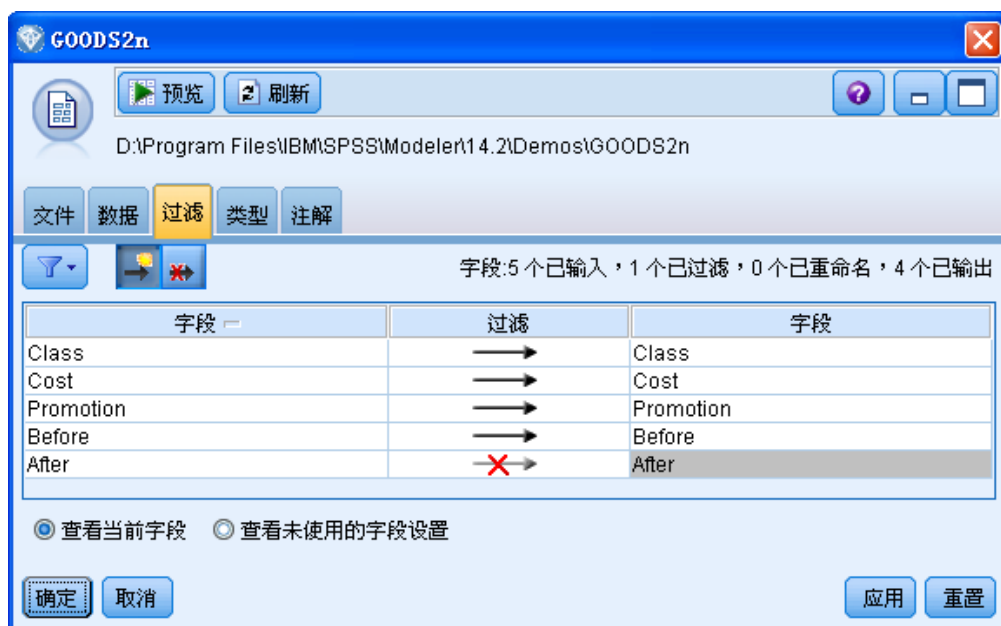 GOODS2n
预览 刷新
D:\Program Files\IBM\SPSS\Modeler\14.2\Demos\GOODS2n
文件 数据 过滤 类型 注解
字段:5 个已输入，1 个已过滤，0 个已重命名，4 个已输出
字段 过滤 字段
Class Class
Cost Cost
Promotion Promotion
Before Before
After After
查看当前字段 查看未使用的字段设置
确定 取消 应用 重置